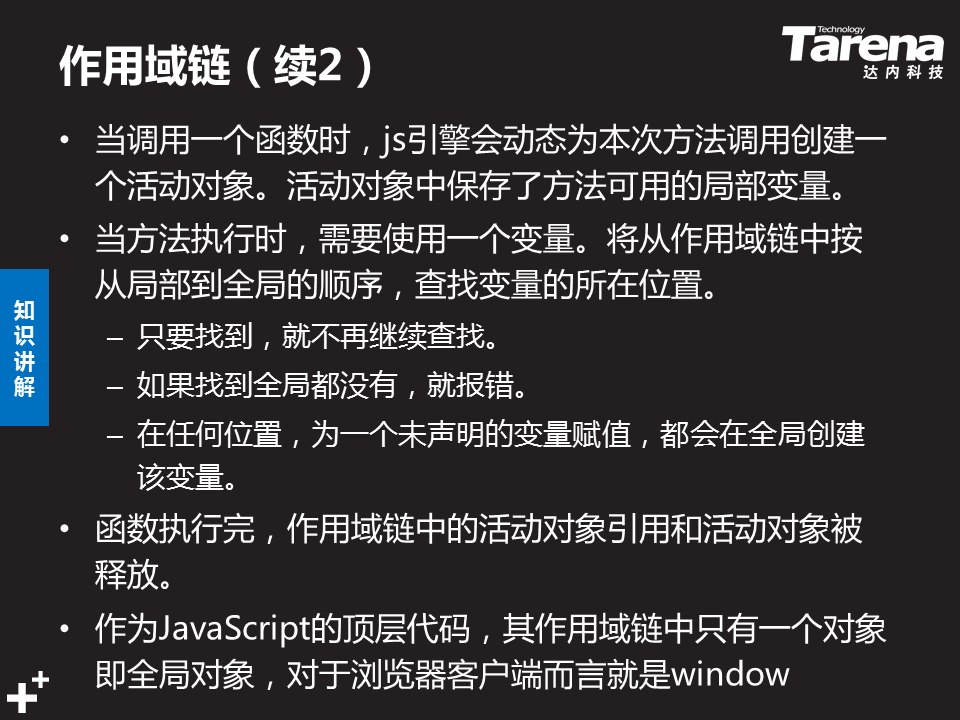 作用域链（续2）
Technology
Tarena
达内科技
• 当调用一个函数时，js引擎会动态为本次方法调用创建一
个活动对象。活动对象中保存了方法可用的局部变量。
• 当方法执行时，需要使用一个变量。将从作用域链中按
从局部到全局的顺序，查找变量的所在位置。
– 只要找到，就不再继续查找。
– 如果找到全局都没有，就报错。
– 在任何位置，为一个未声明的变量赋值，都会在全局创建
该变量。
• 函数执行完，作用域链中的活动对象引用和活动对象被
释放。
• 作为JavaScript的顶层代码，其作用域链中只有一个对象
即全局对象，对于浏览器客户端而言就是window
知
识
讲
解